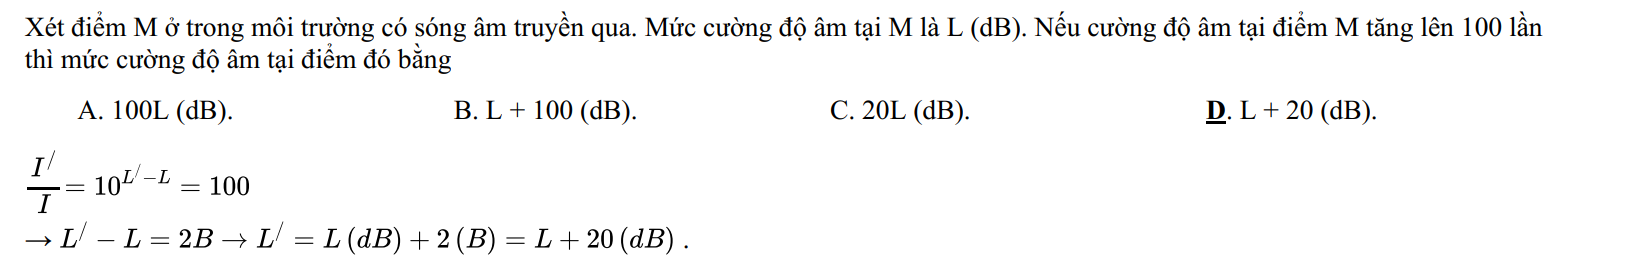 Xét điểm M ở trong môi trường có sóng âm truyền qua. Mức cường độ âm tại M là L (dB). Nếu cường độ âm tại điểm M tăng lên 100 lần
thì mức cường độ âm tại điểm đó bằng
A. 100L (dB). B. L + 100 (dB). C. 20L (dB). D. L + 20 (dB).
\frac{I^{/}}{I} = 10^{L^{/}-L} = 100
→ L^{/} − L = 2B → L^{/} = L (dB) + 2 (B) = L + 20 (dB) .